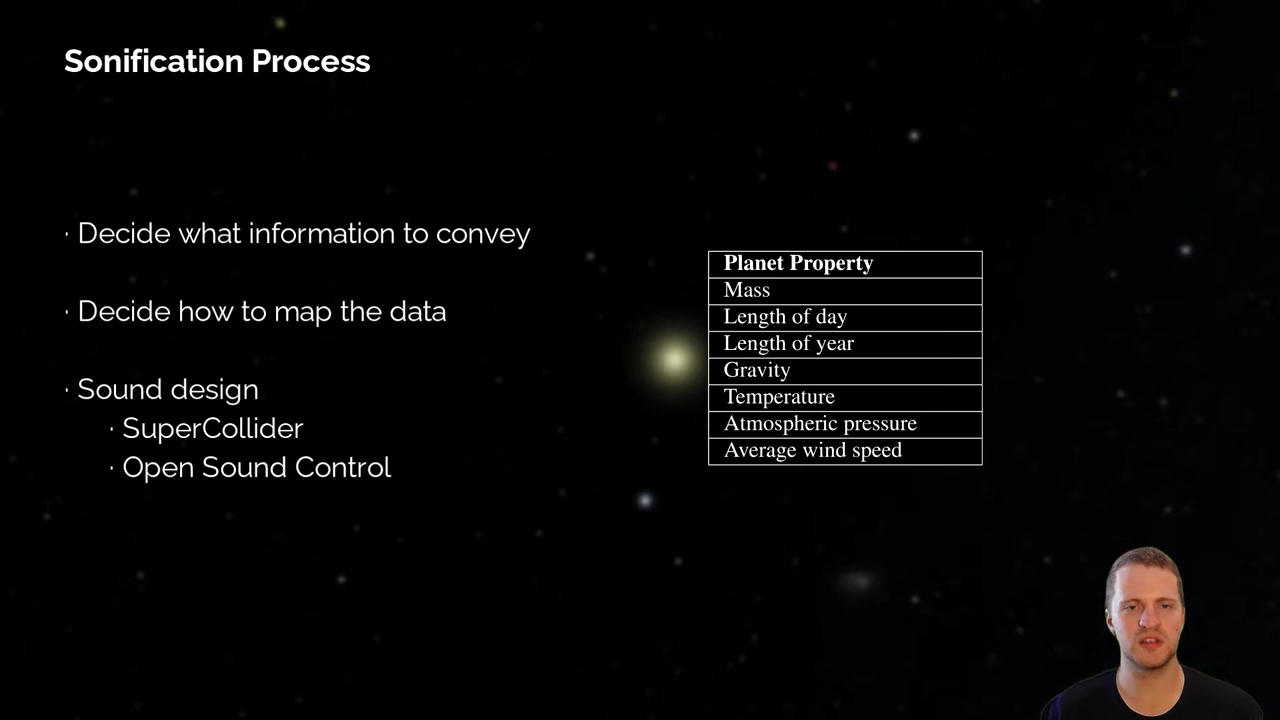 Sonification Process
· Decide what information to convey
· Decide how to map the data
· Sound design
· SuperCollider
· Open Sound Control
Planet Property
Mass
Length of day
Length of year
Gravity
Temperature
Atmospheric pressure
Average wind speed